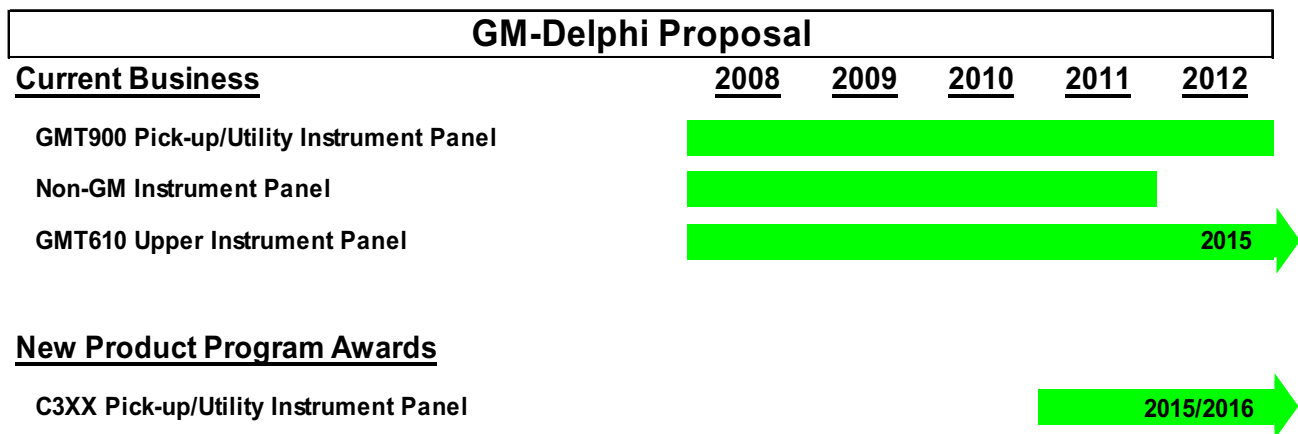 GM-Delphi Proposal
Current Business 2008 2009 2010 2011 2012
GMT900 Pick-up/Utility Instrument Panel
Non-GM Instrument Panel
GMT610 Upper Instrument Panel 2015
New Product Program Awards
C3XX Pick-up/Utility Instrument Panel 2015/2016